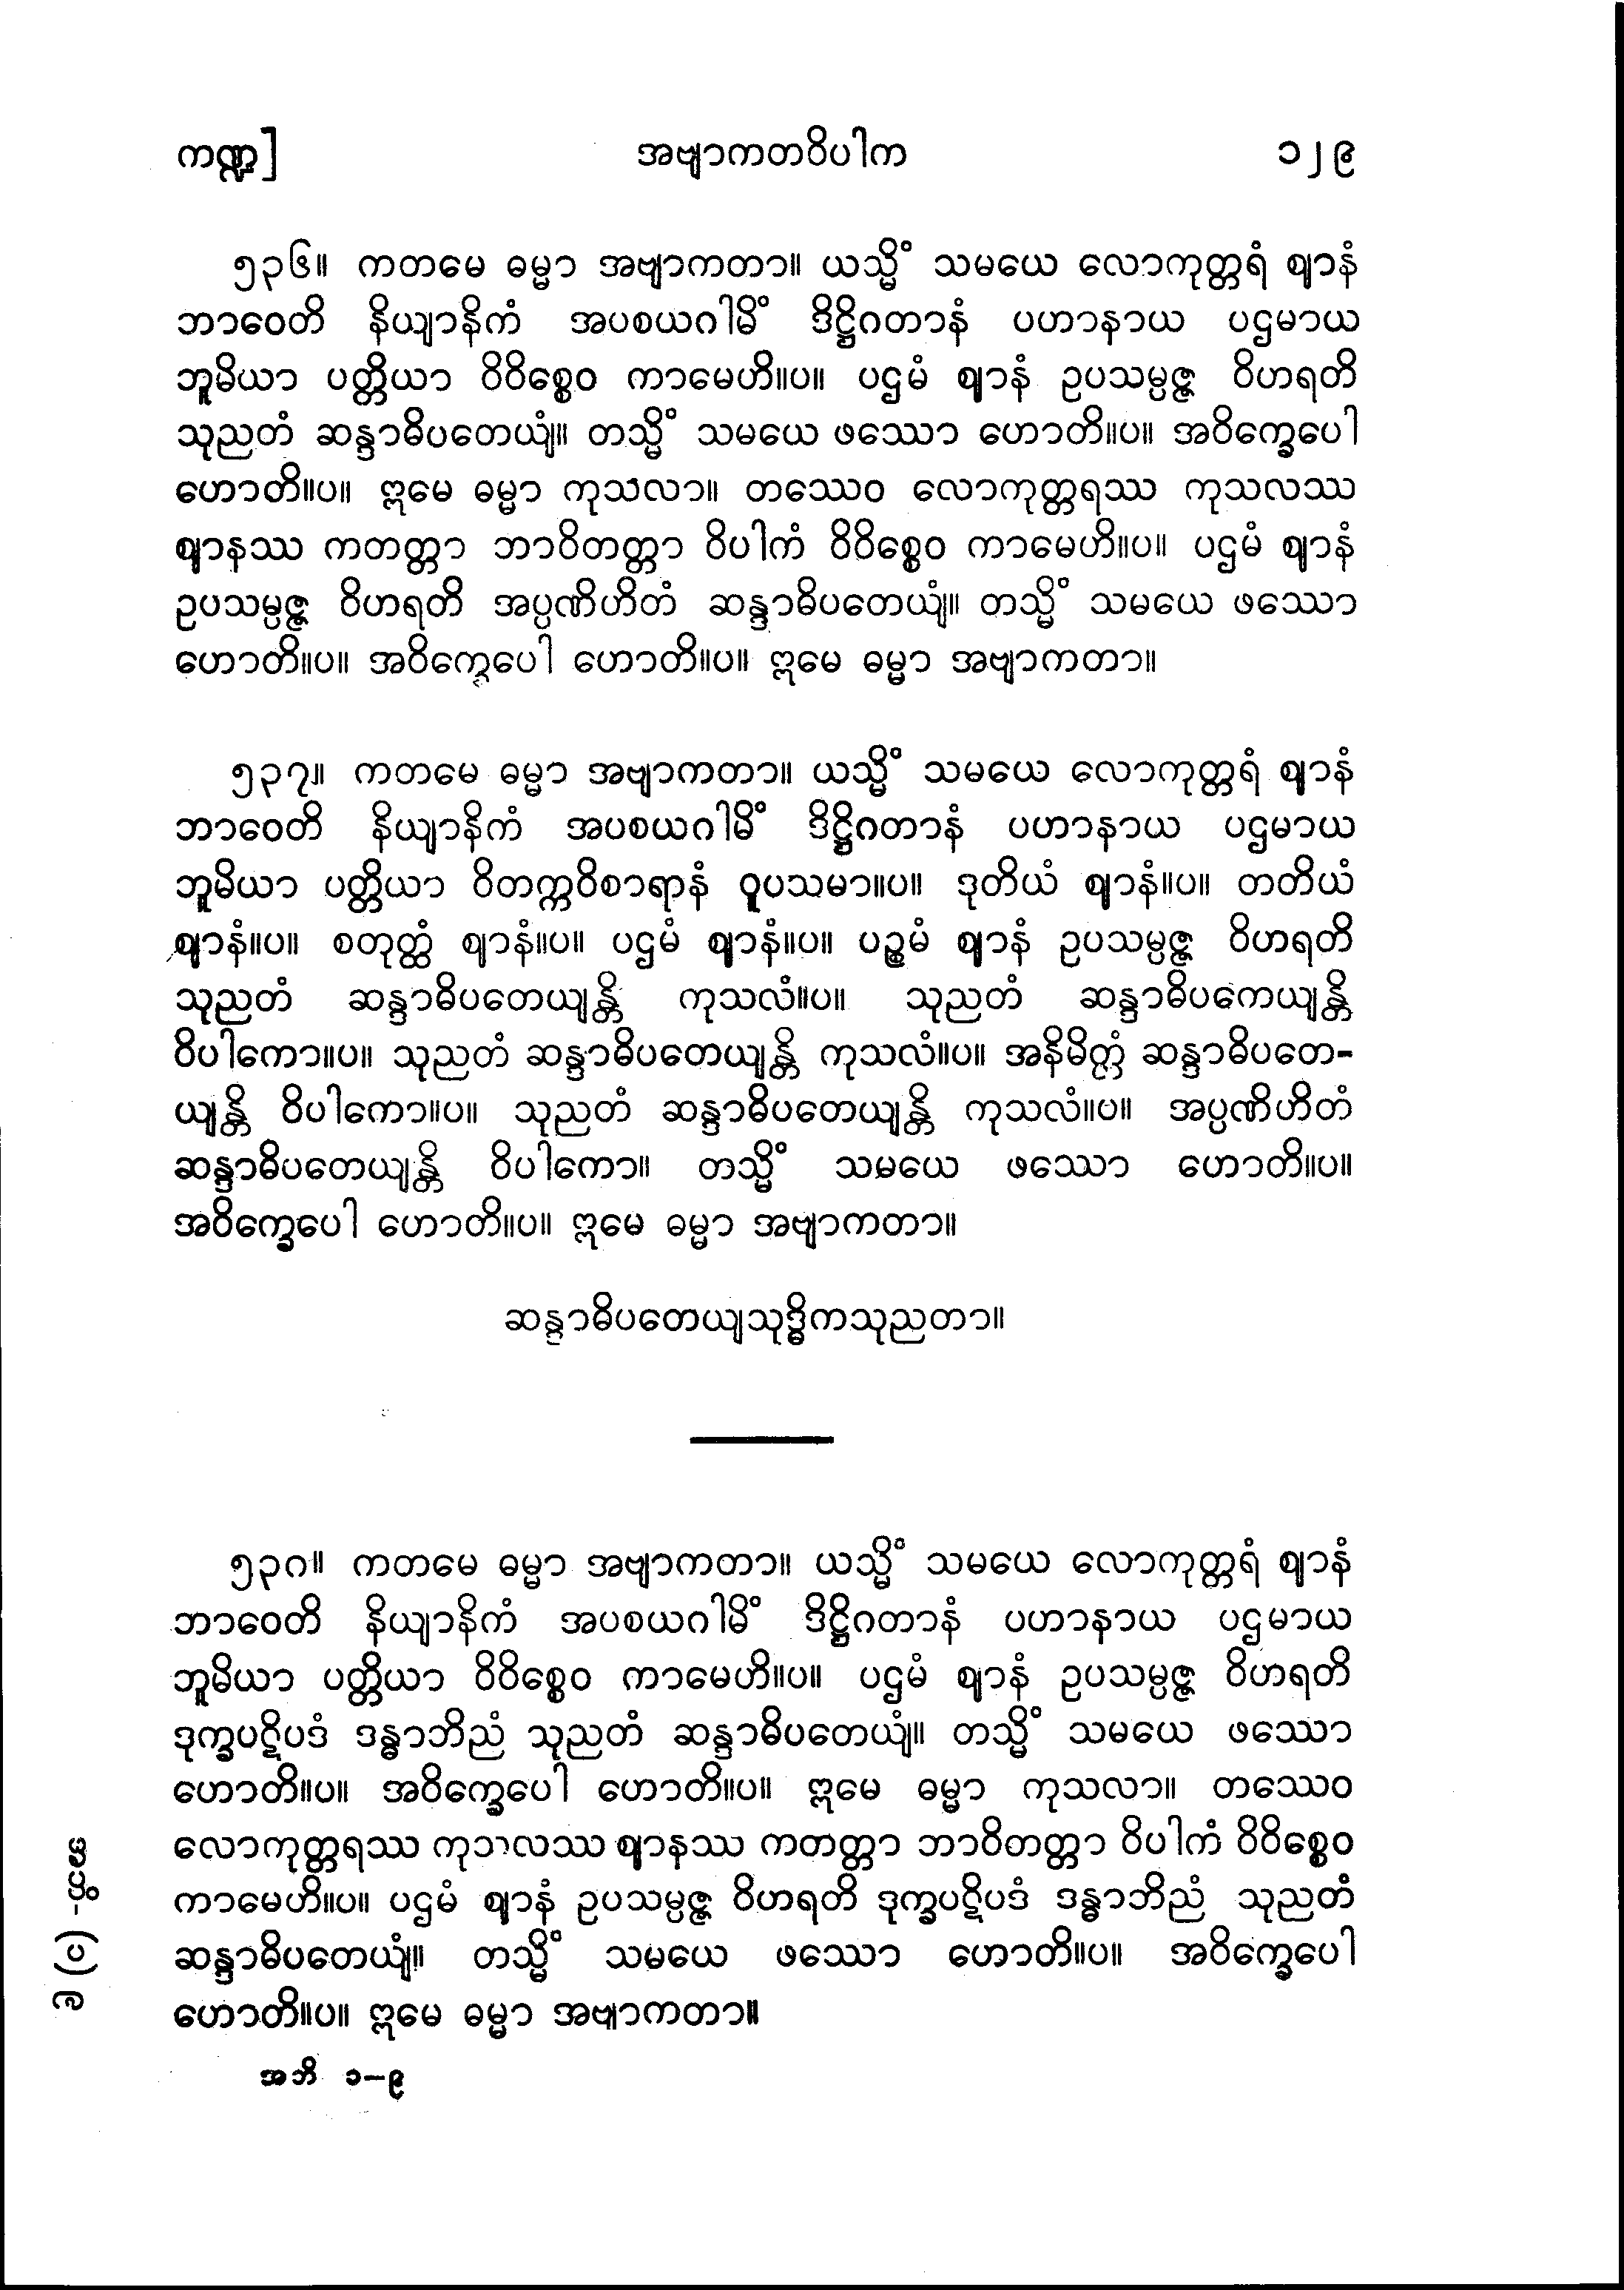 ကဏ္ဍ] အဗျာကတဝိပါက ၁၂၉
၅၃၆။ ကတမေ ဓမ္မာ အဗျာကတာ။ ယသ္မိံ သမယေ လောကုတ္တရံ ဈာနံ
ဘာဝေတိ နိယျာနိကံ အပစယဂါမိံ ဒိဋ္ဌိဂတာနံ ပဟာနာယ ပဌမာယ
ဘူမိယာ ပတ္တိယာ ဝိဝိစ္စေဝ ကာမေဟိ။ပ။ ပဌမံ ဈာနံ ဥပသမ္ပဇ္ဇ ဝိဟရတိ
သုညတံ ဆန္ဒာဓိပတေယျံ။ တသ္မိံ သမယေ ဖဿော ဟောတိ။ပ။ အဝိက္ခေပေါ
ဟောတိ။ပ။ ဣမေ ဓမ္မာ ကုသလာ။ တဿေဝ လောကုတ္တရဿ ကုသလဿ
ဈာနဿ ကတတ္တာ ဘာဝိတတ္တာ ဝိပါကံ ဝိဝိစ္စေဝ ကာမေဟိ။ပ။ ပဌမံ ဈာနံ
ဥပသမ္ပဇ္ဇ ဝိဟရတိ အပ္ပဏိဟိတံ ဆန္ဒာဓိပတေယျံ။ တသ္မိံ သမယေ ဖဿော
ဟောတိ။ပ။ အဝိက္ခေပေါ ဟောတိ။ပ။ ဣမေ ဓမ္မာ အဗျာကတာ။
၅၃၇။ ကတမေ ဓမ္မာ အဗျာကတာ။ ယသ္မိံ သမယေ လောကုတ္တရံ ဈာနံ
ဘာဝေတိ နိယျာနိကံ အပစယဂါမိံ ဒိဋ္ဌိဂတာနံ ပဟာနာယ ပဌမာယ
ဘူမိယာ ပတ္တိယာ ဝိတက္ကဝိစာရာနံ ဝူပသမာ။ပ။ ဒုတိယံ ဈာနံ။ပ။ တတိယံ
ဈာနံ။ပ။ စတုတ္ထံ ဈာနံ။ပ။ ပဌမံ ဈာနံ။ပ။ ပဉ္စမံ ဈာနံ ဥပသမ္ပဇ္ဇ ဝိဟရတိ
သုညတံ ဆန္ဒာဓိပတေယျန္တိ ကုသလံ။ပ။ သုညတံ ဆန္ဒာဓိပကေယျန္တိ
ဝိပါကော။ပ။ သုညတံ ဆန္ဒာဓိပတေယျန္တိ ကုသလံ။ပ။ အနိမိတ္တံ ဆန္ဒာဓိပတေ-
ယျန္တိ ဝိပါကော။ပ။ သုညတံ ဆန္ဒာဓိပတေယျန္တိ ကုသလံ။ပ။ အပ္ပဏိဟိတံ
ဆန္ဒာဓိပတေယျန္တိ ဝိပါကော။ တသ္မိံ သမယေ ဖဿော ဟောတိ။ပ။
အဝိက္ခေပေါ ဟောတိ။ပ။ ဣမေ ဓမ္မာ အဗျာကတာ။
ဆန္ဒာဓိပတေယျသုဒ္ဓိကသုညတာ။
၅၃၈။ ကတမေ ဓမ္မာ အဗျာကတာ။ ယသ္မိံ သမယေ လောကုတ္တရံ ဈာနံ
ဘာဝေတိ နိယျာနိကံ အပစယဂါမိံ ဒိဋ္ဌိဂတာနံ ပဟာနာယ ပဌမာယ
ဘူမိယာ ပတ္တိယာ ဝိဝိစ္စေဝ ကာမေဟိ။ပ။ ပဌမံ ဈာနံ ဥပသမ္ပဇ္ဇ ဝိဟရတိ
ဒုက္ခပဋိပဒံ ဒန္ဓာဘိညံ သုညတံ ဆန္ဒာဓိပတေယျံ။ တသ္မိံ သမယေ ဖဿော
ဟောတိ။ပ။ အဝိက္ခေပေါ ဟောတိ။ပ။ ဣမေ ဓမ္မာ ကုသလာ။ တဿေဝ
လောကုတ္တရဿ ကုသလဿ ဈာနဿ ကတတ္တာ ဘာဝိတတ္တာ ဝိပါကံ ဝိဝိစ္စေဝ
ကာမေဟိ။ပ။ ပဌမံ ဈာနံ ဥပသမ္ပဇ္ဇ ဝိဟရတိ ဒုက္ခပဋိပဒံ ဒန္ဓာဘိညံ သုညတံ
ဆန္ဒာဓိပတေယျံ။ တသ္မိံ သမယေ ဖဿော ဟောတိ။ပ။ အဝိက္ခေပေါ
ဟောတိ။ပ။ ဣမေ ဓမ္မာ အဗျာကတာ။
အဘိ ၁–၉